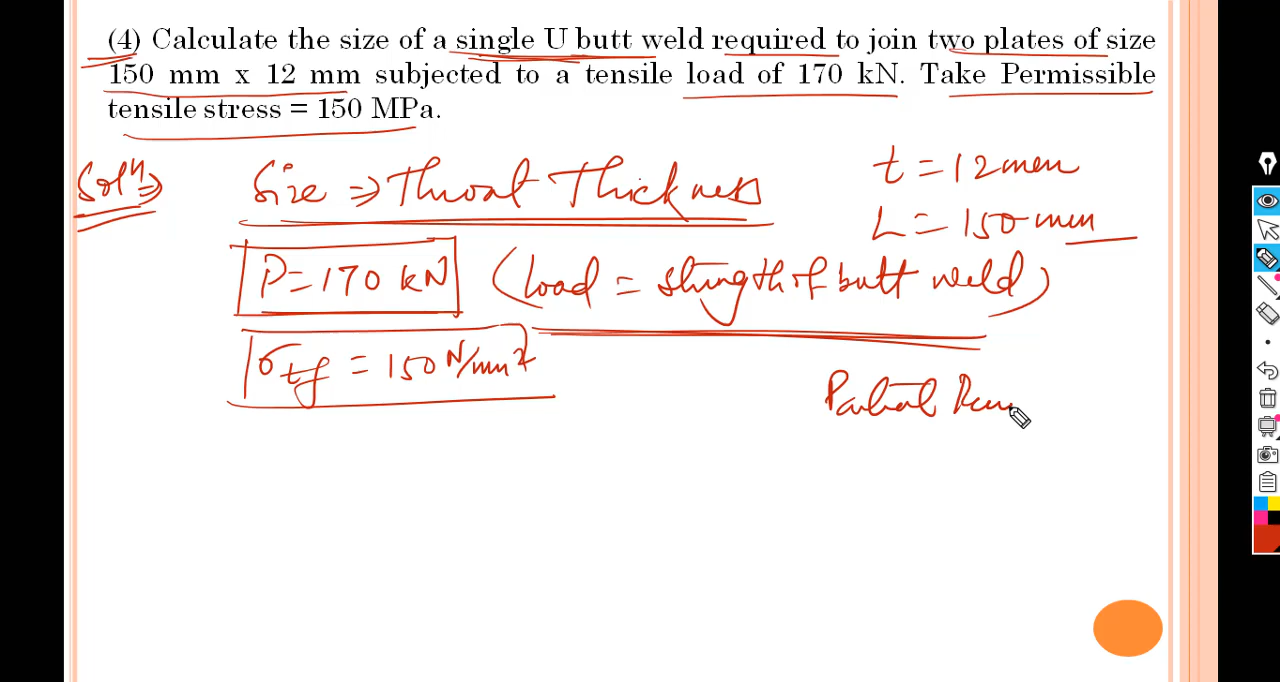 (4) Calculate the size of a single U butt weld required to join two plates of size
150 mm x 12 mm subjected to a tensile load of 170 kN. Take Permissible
tensile stress = 150 MPa.
Solⁿ⇒
Size ⇒ Throat Thickness
t = 12 mm
L = 150 mm
P = 170 kN (load = strength of butt weld)
σtf = 150 N/mm²
Partial